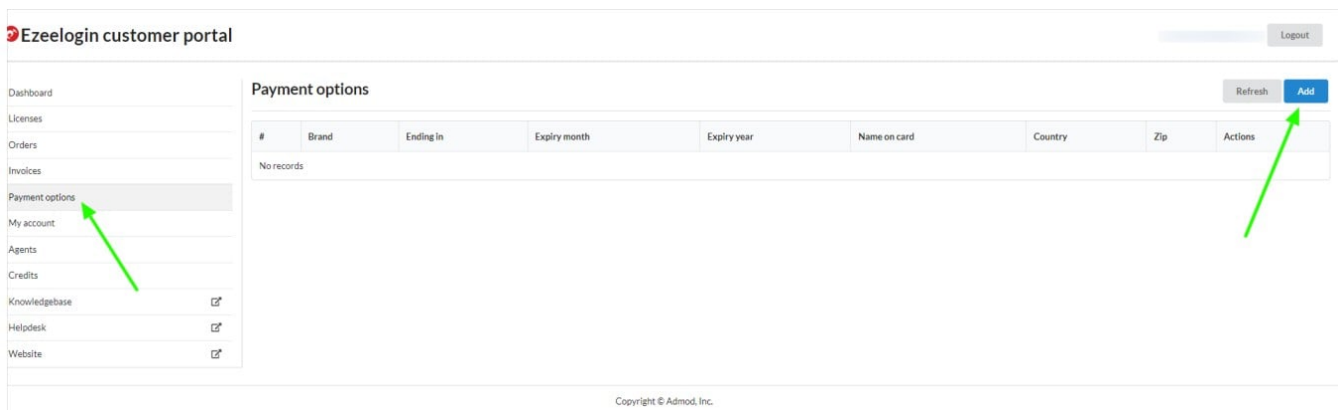 Ezeelogin customer portal
Logout
Dashboard
Licenses
Orders
Invoices
Payment options
My account
Agents
Credits
Knowledgebase
Helpdesk
Website
Payment options
Refresh Add
# Brand Ending in Expiry month Expiry year Name on card Country Zip Actions
No records
Copyright © Admod, Inc.